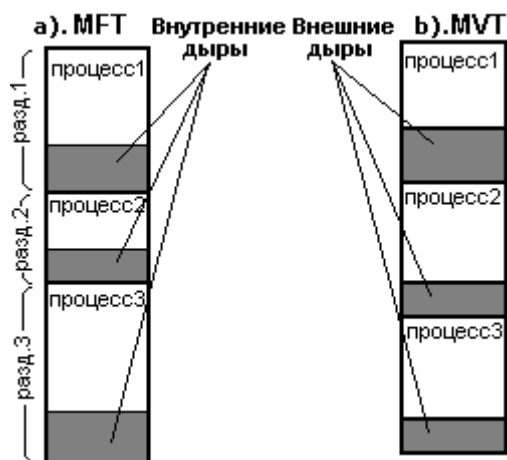 а). MFT
Внутренние
дыры
Внешние
дыры
b).MVT
процесс1
процесс2
процесс3
разд.1
разд.2
разд.3
процесс1
процесс2
процесс3